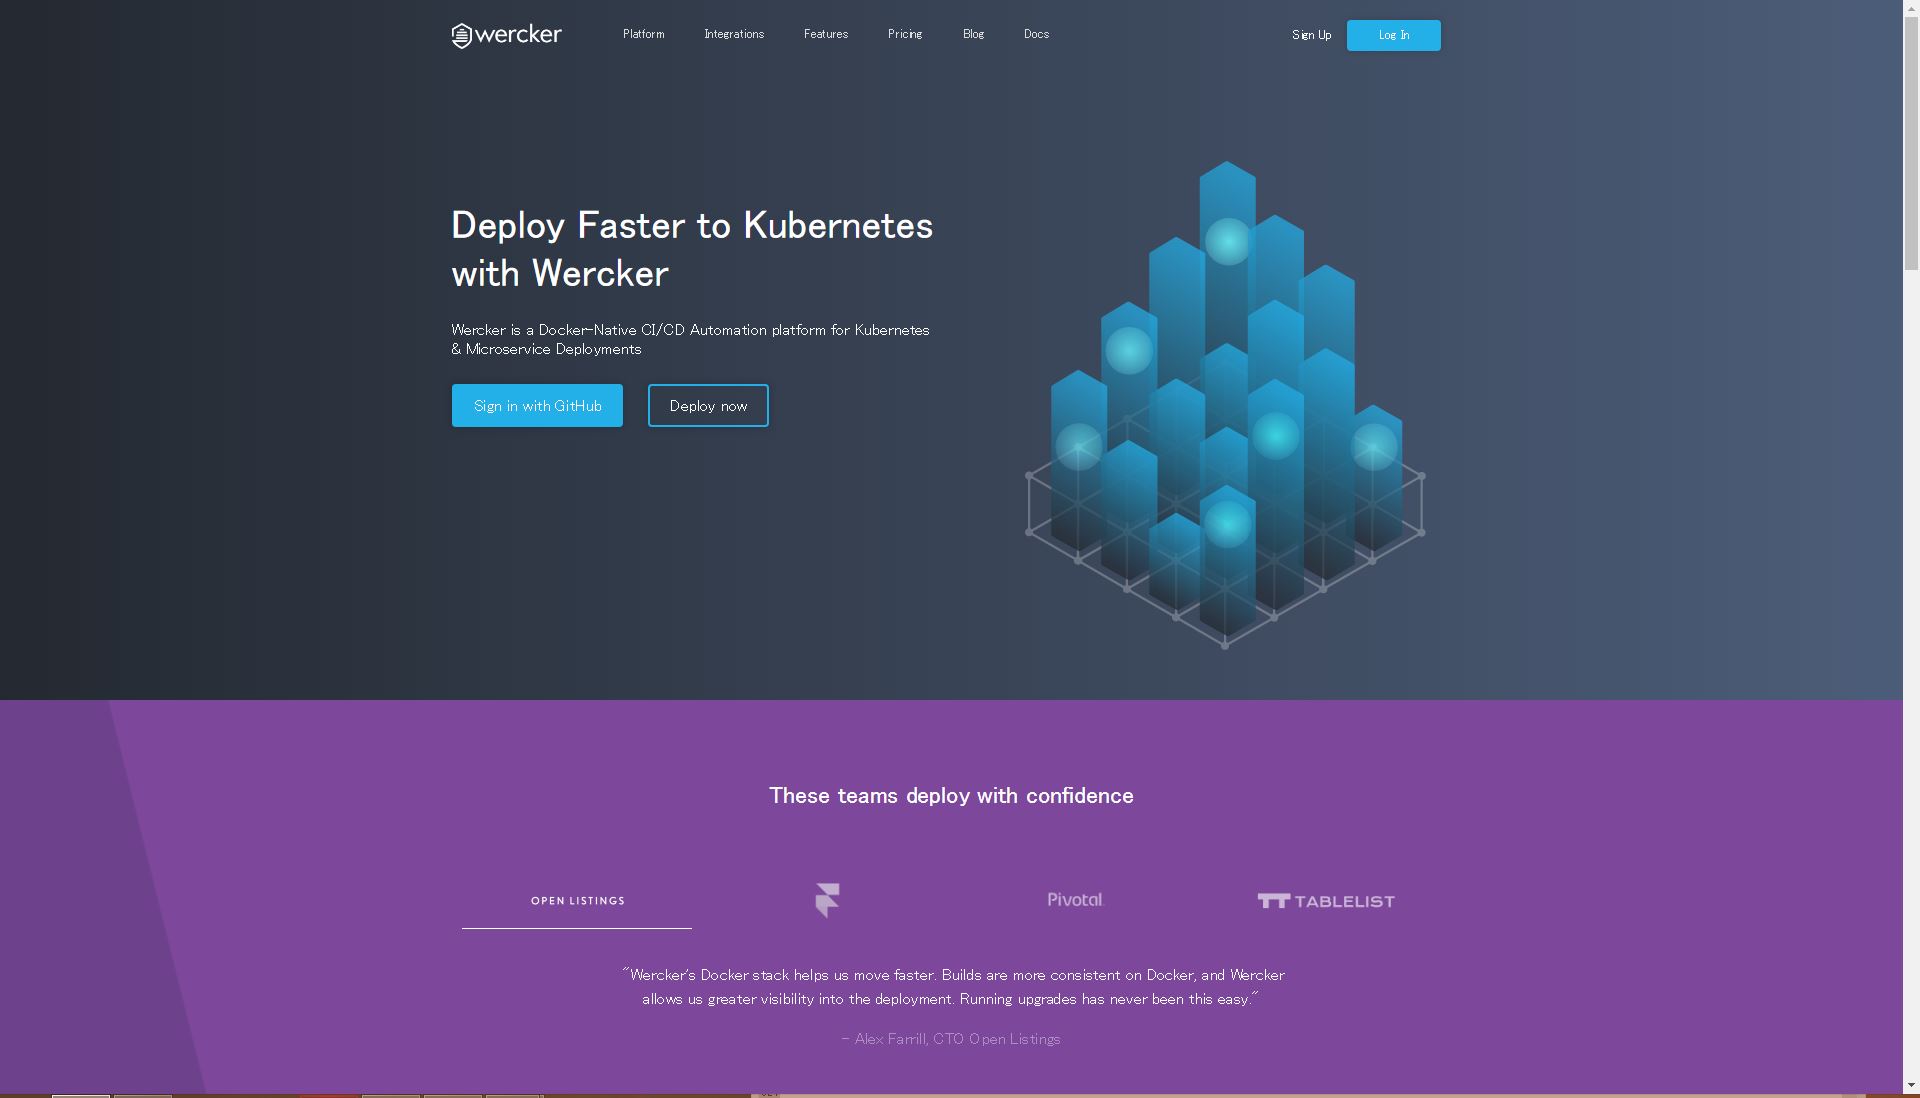 wercker
Platform
Integrations
Features
Pricing
Blog
Docs
Sign Up
Log In
Deploy Faster to Kubernetes
with Wercker
Wercker is a Docker-Native CI/CD Automation platform for Kubernetes
& Microservice Deployments
Sign in with GitHub
Deploy now
These teams deploy with confidence
OPEN LISTINGS
Pivotal
TABLELIST
"Wercker's Docker stack helps us move faster. Builds are more consistent on Docker, and Wercker
allows us greater visibility into the deployment. Running upgrades has never been this easy."
- Alex Farrill, CTO Open Listings